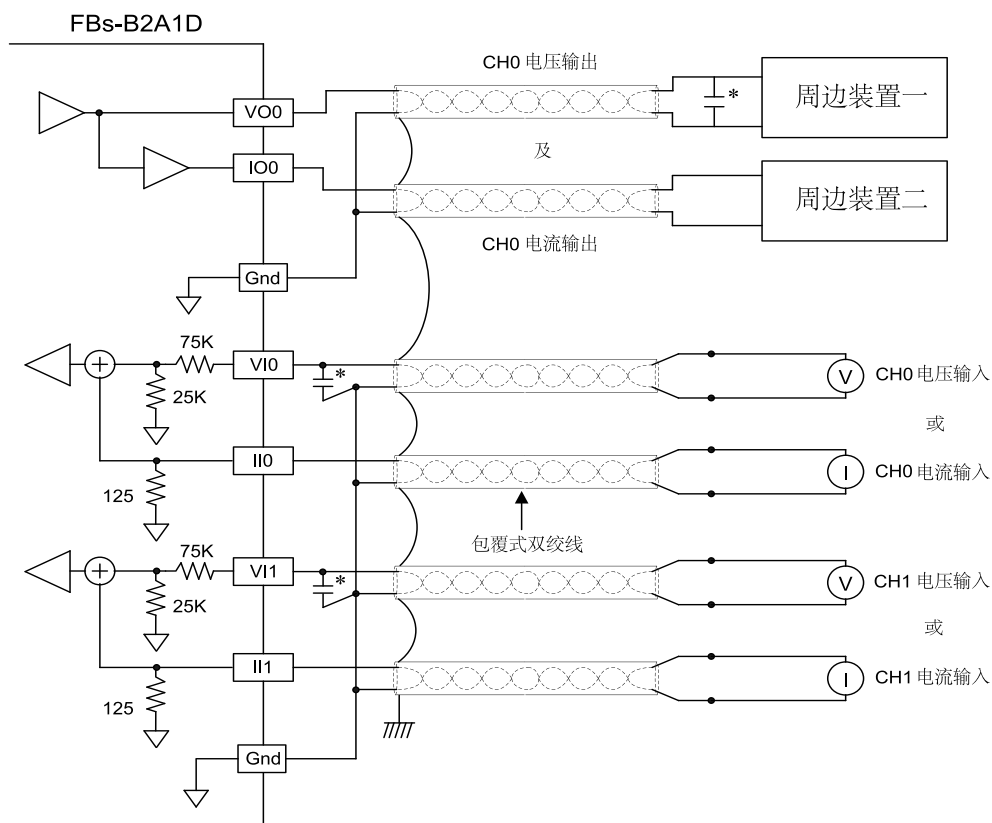 FBs-B2A1D
CH0 电压输出
VO0
*
周边装置一
及
IO0
周边装置二
CH0 电流输出
Gnd
75K
VI0
*
25K
V
CH0 电压输入
或
II0
I
CH0 电流输入
125
包覆式双绞线
75K
VI1
*
25K
V
CH1 电压输入
或
II1
I
CH1 电流输入
125
Gnd